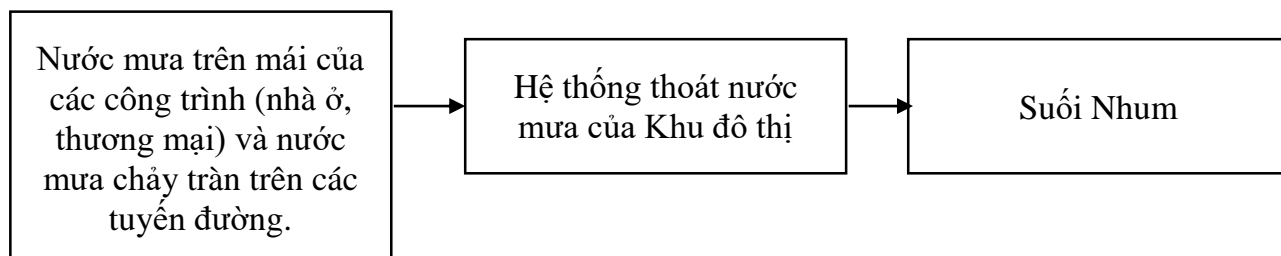 Nước mưa trên mái của
các công trình (nhà ở,
thương mại) và nước
mưa chảy tràn trên các
tuyến đường.
Hệ thống thoát nước
mưa của Khu đô thị
Suối Nhum